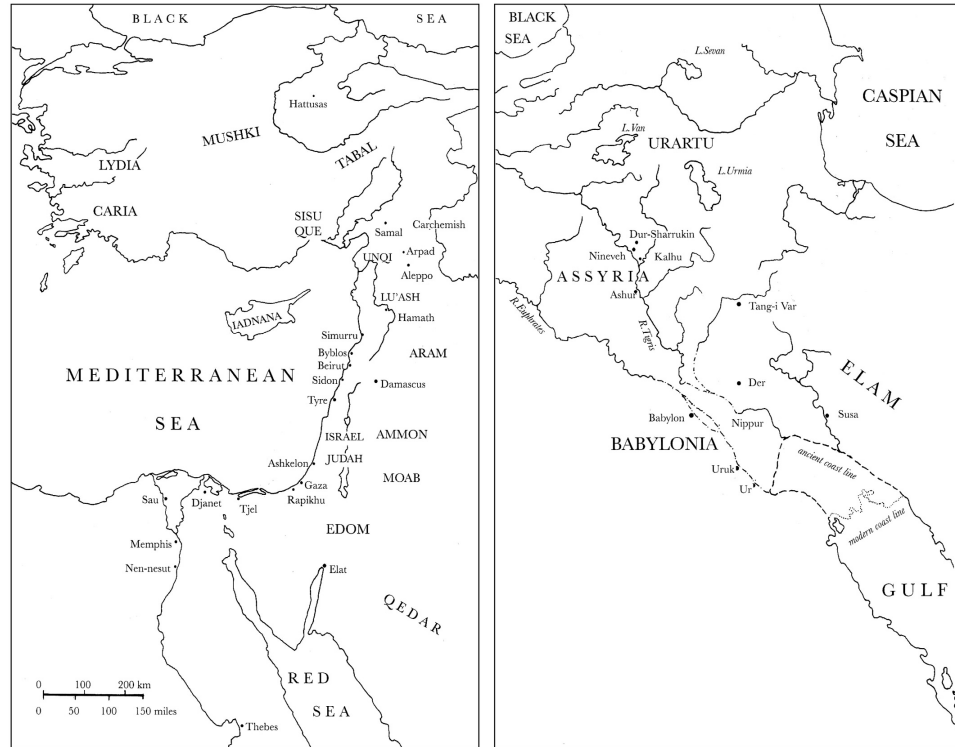 BLACK SEA
Hattusas
MUSHKI
TABAL
LYDIA
CARIA
SISU
QUE
Samal
Carchemish
Arpad
UNQI
Aleppo
LU'ASH
Hamath
IADNANA
Simurru
Byblos
ARAM
Beirut
Sidon
Damascus
MEDITERRANEAN
SEA
Tyre
ISRAEL
AMMON
JUDAH
Ashkelon
MOAB
Gaza
Rapikhu
Sau
Djanet
Tjel
EDOM
Memphis
Nen-nesut
Elat
QEDAR
RED
SEA
0 100 200 km
0 50 100 150 miles
Thebes
BLACK
SEA
L.Sevan
CASPIAN
SEA
L.Van
URARTU
L.Urmia
Dur-Sharrukin
Nineveh
Kalhu
ASSYRIA
Ashur
R.Euphrates
R.Tigris
Tang-i Var
ELAM
Der
Babylon
Nippur
Susa
BABYLONIA
Uruk
Ur
ancient coast line
modern coast line
GULF